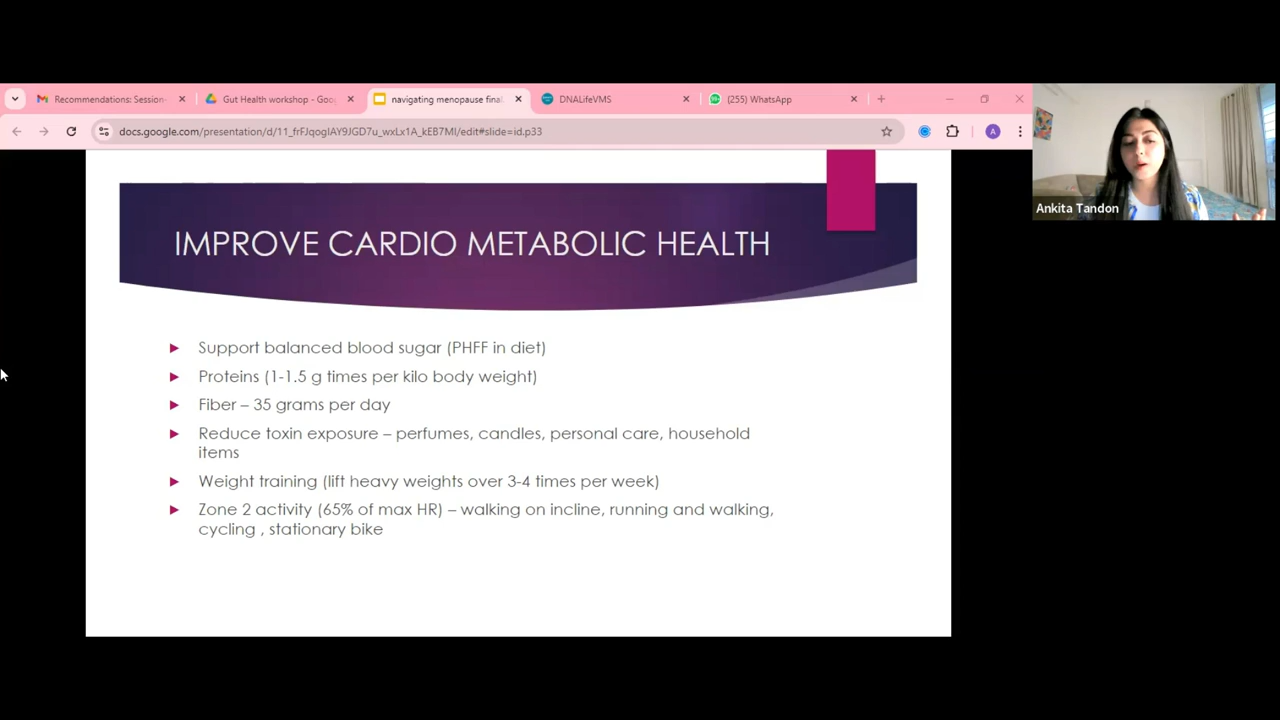 Recommendations: Session-
Gut Health workshop - Goo
navigating menopause final
DNALifeVMS
(255) WhatsApp
docs.google.com/presentation/d/11_frFJqogIAY9JGD7u_wxLx1A_kEB7MI/edit#slide=id.p33
A
Ankita Tandon
IMPROVE CARDIO METABOLIC HEALTH
Support balanced blood sugar (PHFF in diet)
Proteins (1-1.5 g times per kilo body weight)
Fiber – 35 grams per day
Reduce toxin exposure – perfumes, candles, personal care, household
items
Weight training (lift heavy weights over 3-4 times per week)
Zone 2 activity (65% of max HR) – walking on incline, running and walking,
cycling , stationary bike